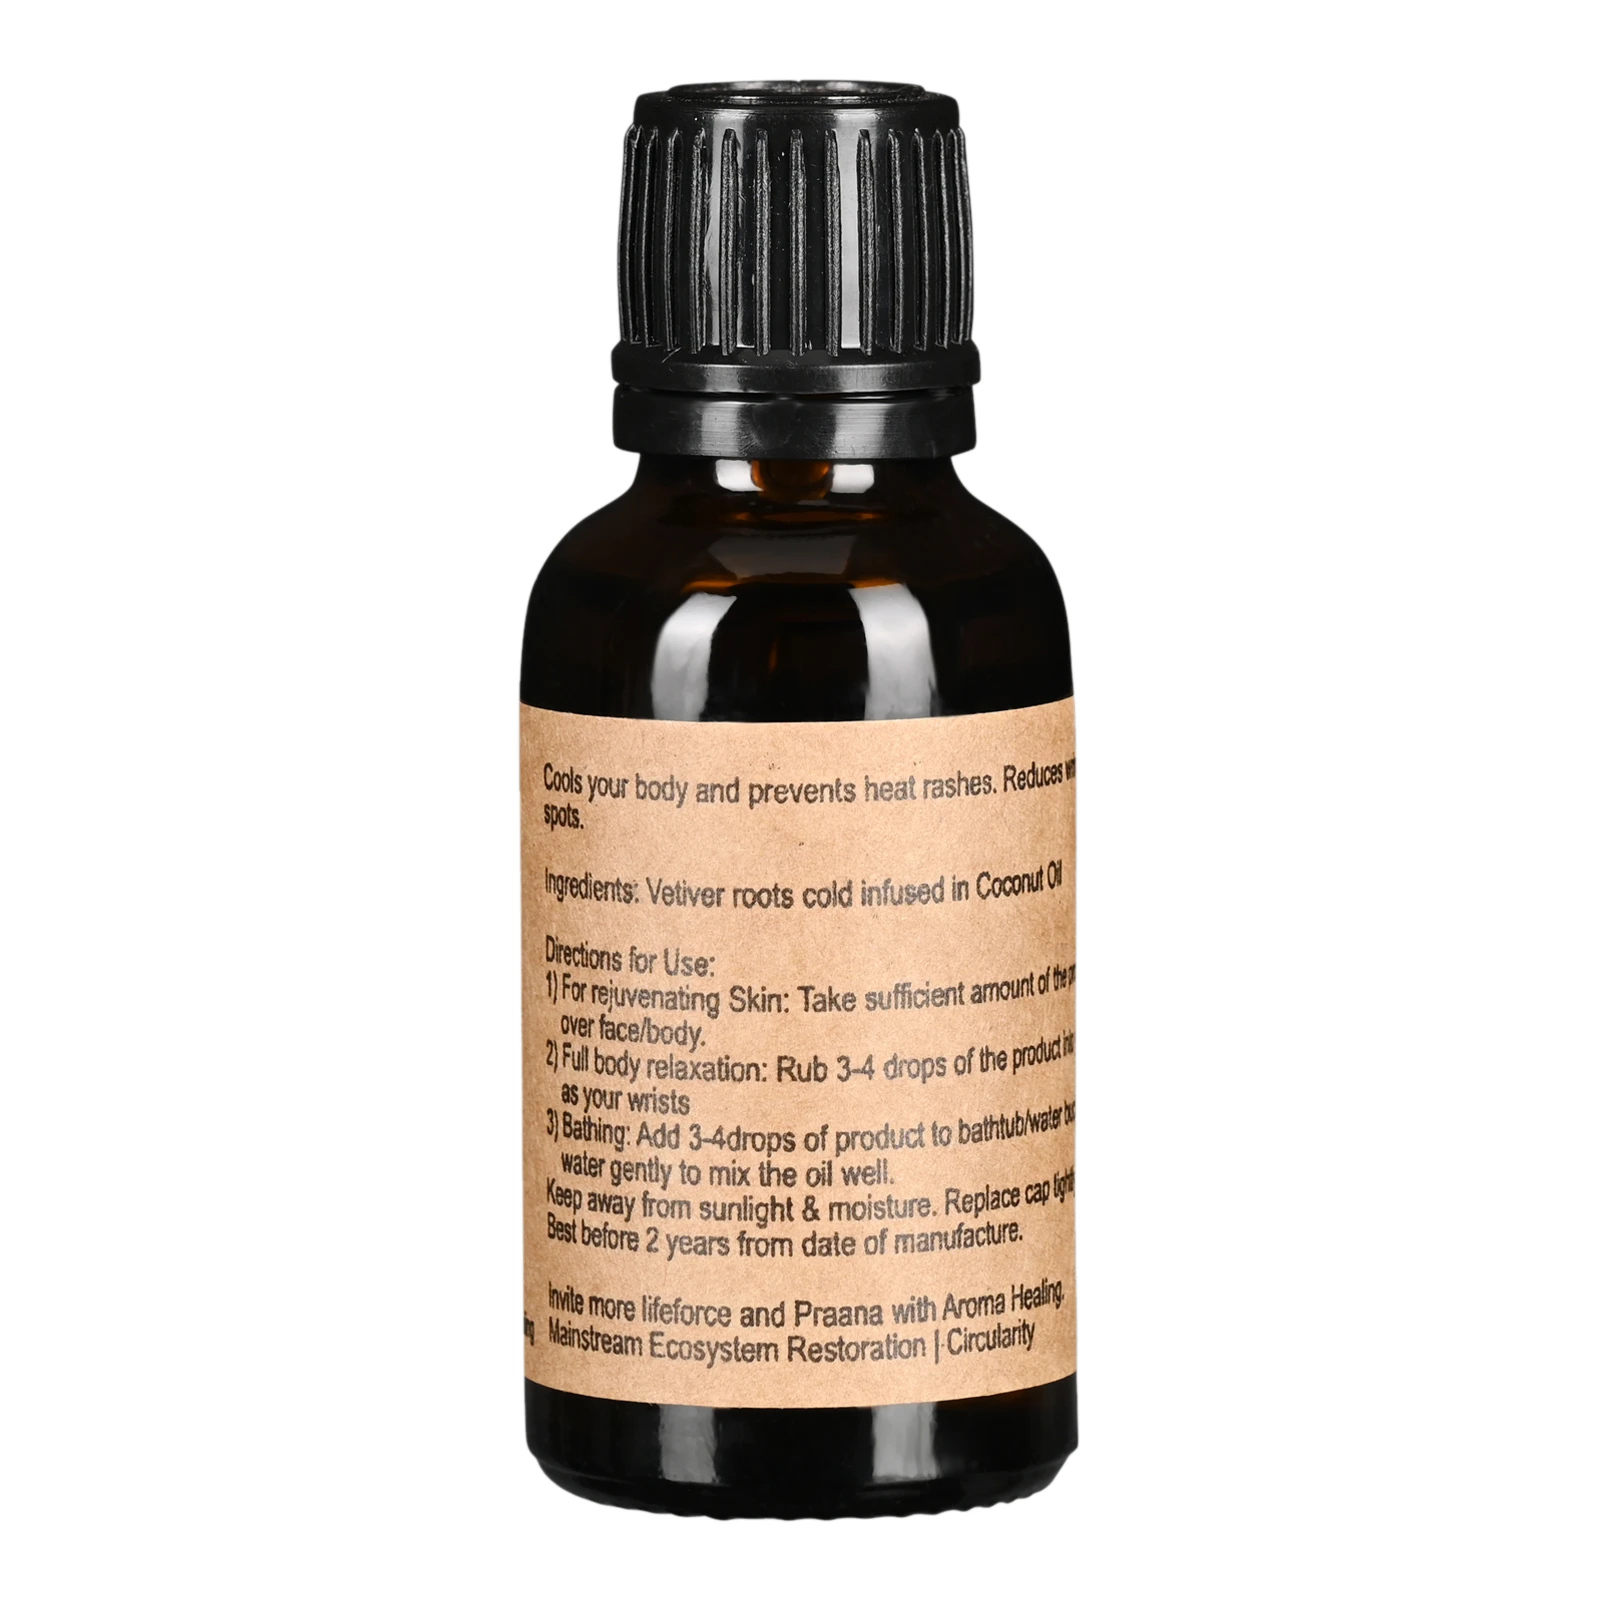 Cools your body and prevents heat rashes. Reduces
spots.
Ingredients: Vetiver roots cold infused in Coconut Oil
Directions for Use:
1) For rejuvenating Skin: Take sufficient amount of the
over face/body.
2) Full body relaxation: Rub 3-4 drops of the product into
as your wrists
3) Bathing: Add 3-4drops of product to bathtub/water
water gently to mix the oil well.
Keep away from sunlight & moisture. Replace cap tightly
Best before 2 years from date of manufacture.
Invite more lifeforce and Praana with Aroma Healing.
Mainstream Ecosystem Restoration | Circularity